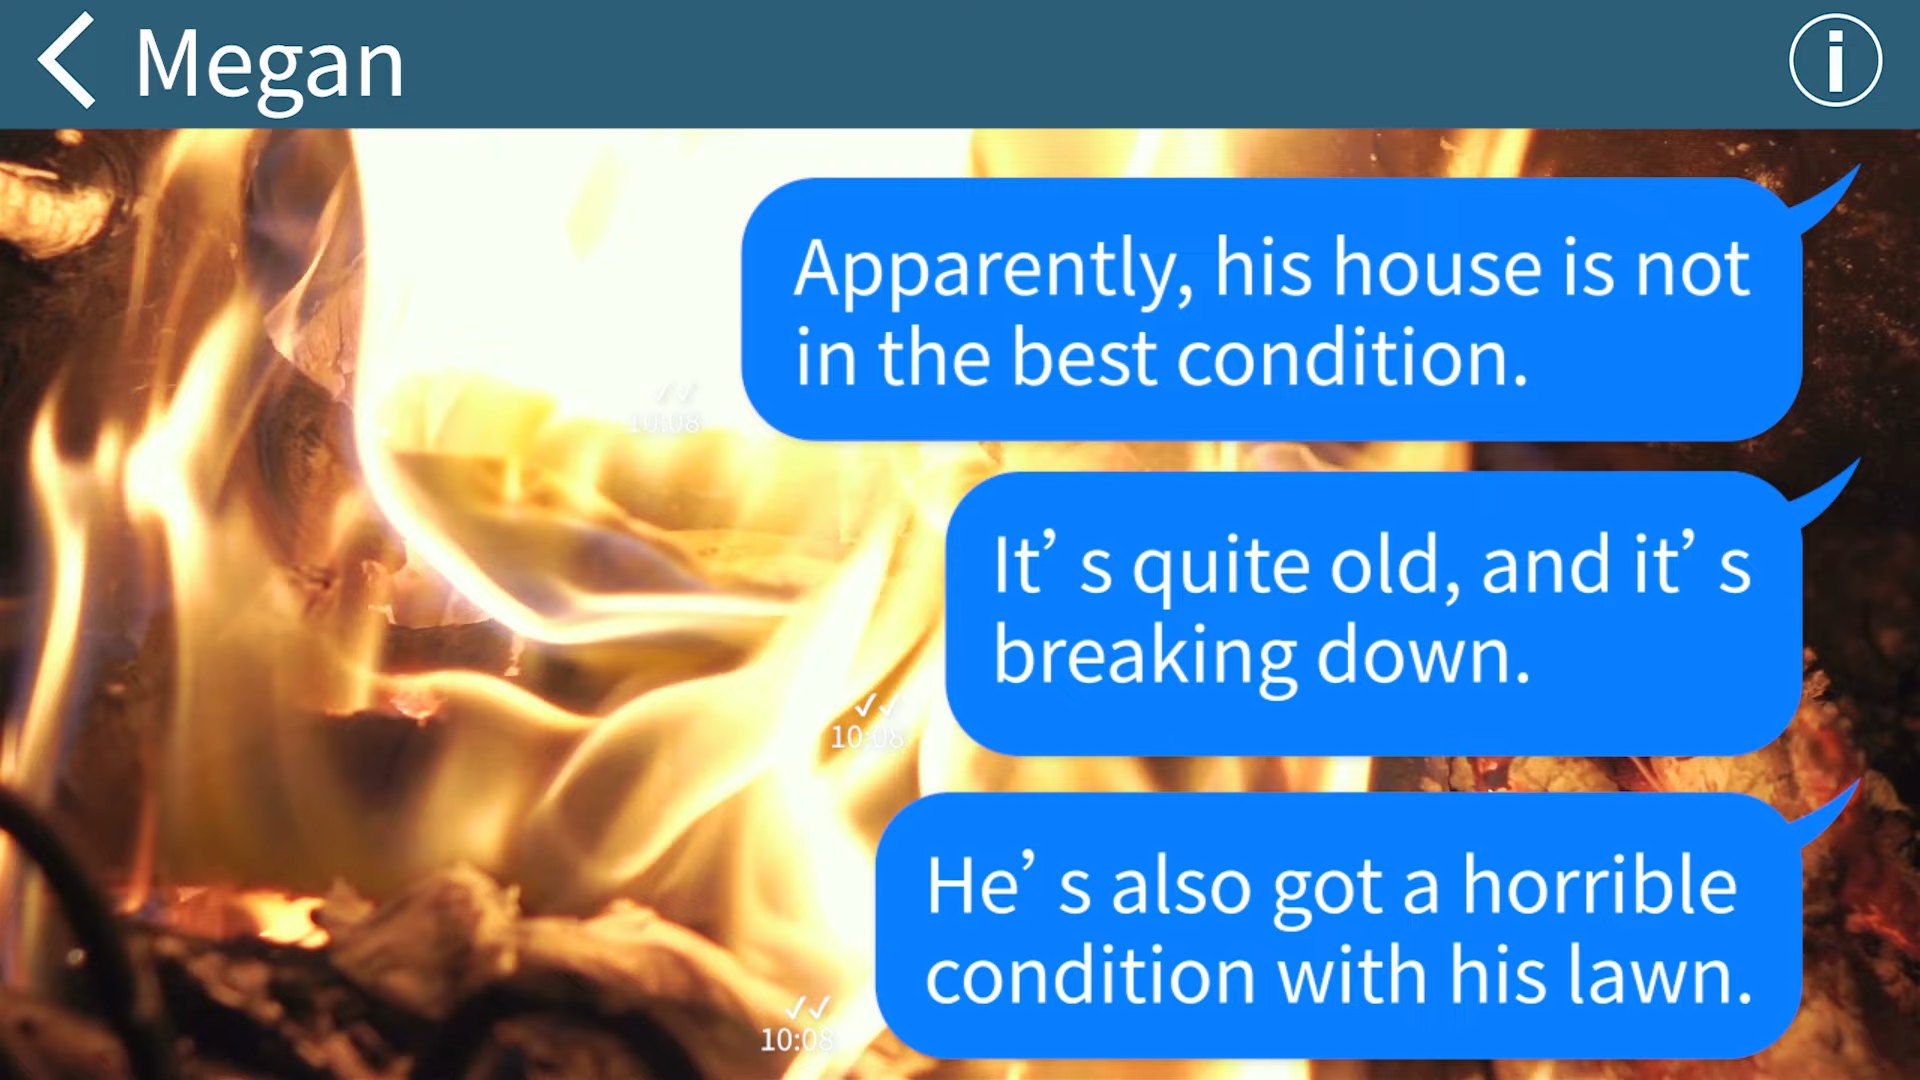 Megan
Apparently, his house is not
in the best condition.
10:08
It’s quite old, and it’s
breaking down.
10:08
He’s also got a horrible
condition with his lawn.
10:08